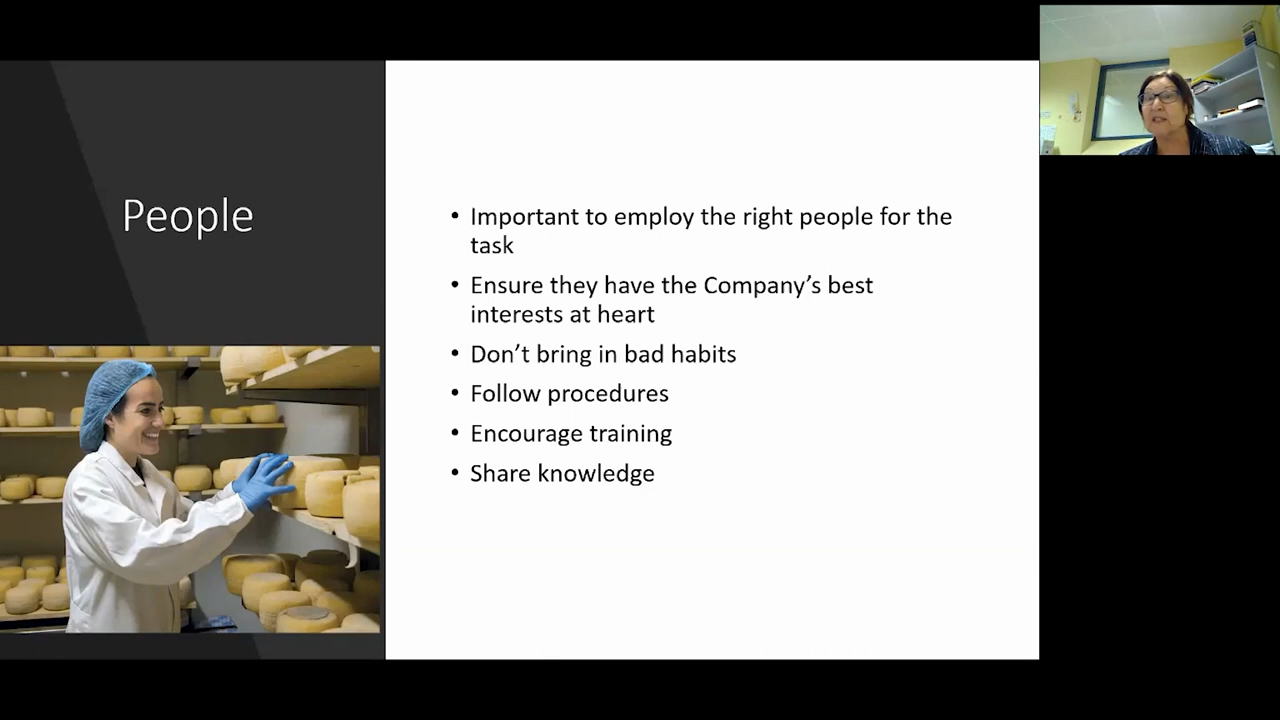 People
• Important to employ the right people for the
task
• Ensure they have the Company’s best
interests at heart
• Don’t bring in bad habits
• Follow procedures
• Encourage training
• Share knowledge